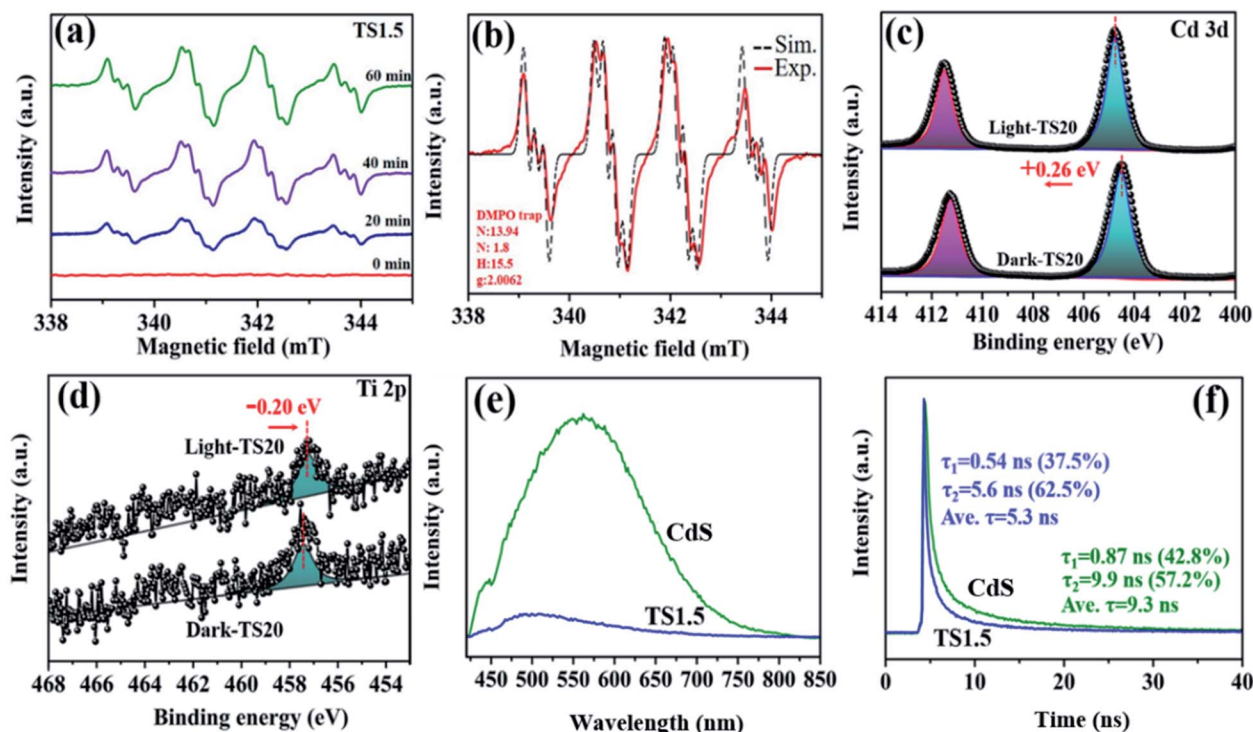 (a) TS1.5
60 min
40 min
20 min
0 min
Intensity (a.u.)
338 340 342 344
Magnetic field (mT)
(b)
Sim.
Exp.
DMPO trap
N:13.94
N: 1.8
H:15.5
g:2.0062
Intensity (a.u.)
338 340 342 344
Magnetic field (mT)
(c) Cd 3d
Light-TS20
+0.26 eV
Dark-TS20
Intensity (a.u.)
414 412 410 408 406 404 402 400
Binding energy (eV)
(d) Ti 2p
-0.20 eV
Light-TS20
Dark-TS20
Intensity (a.u.)
468 466 464 462 460 458 456 454
Binding energy (eV)
(e)
CdS
TS1.5
Intensity (a.u.)
450 500 550 600 650 700 750 800 850
Wavelength (nm)
(f)
τ1=0.54 ns (37.5%)
τ2=5.6 ns (62.5%)
Ave. τ=5.3 ns
τ1=0.87 ns (42.8%)
τ2=9.9 ns (57.2%)
Ave. τ=9.3 ns
CdS
TS1.5
Intensity (a.u.)
0 10 20 30 40
Time (ns)